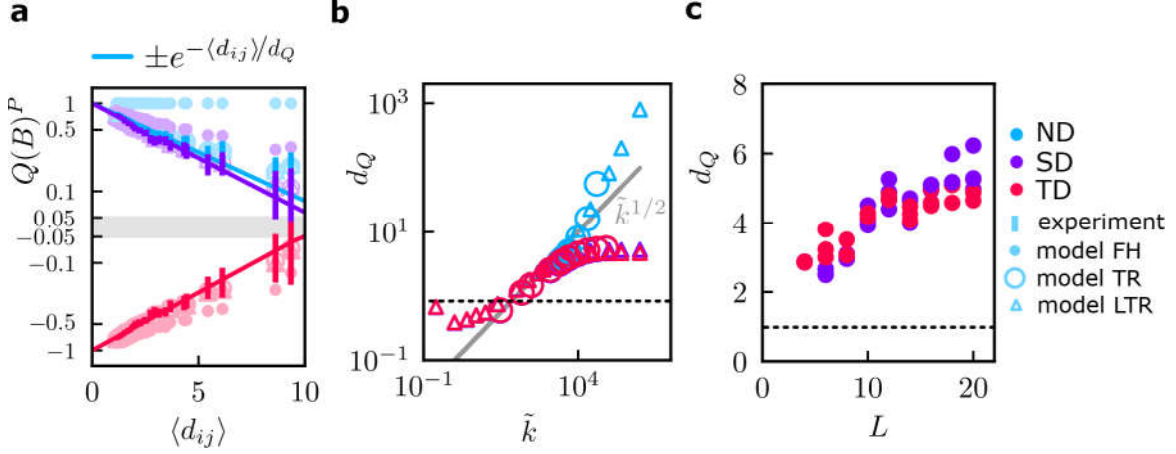 a
±e^{-⟨d_{ij}⟩/d_Q}
Q(B)^P
1
0.5
0.1
0.05
−0.05
−0.1
−0.5
−1
0
5
10
⟨d_{ij}⟩
b
d_Q
10^3
10^1
10^{−1}
k̃^{1/2}
10^{−1}
10^4
k̃
c
d_Q
8
6
4
2
0
0
10
20
L
ND
SD
TD
experiment
model FH
model TR
model LTR